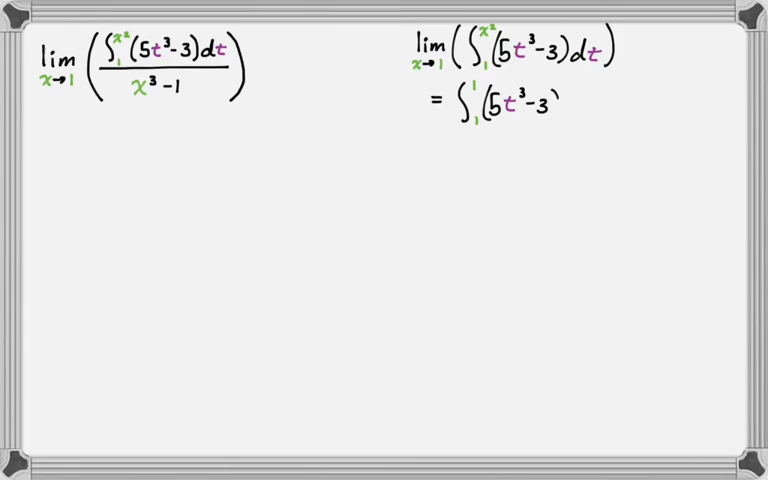 lim x→1 ( ∫₁^x² (5t³-3)dt / x³-1 )
lim x→1 ( ∫₁^x² (5t³-3)dt )
= ∫₁¹ (5t³-3)